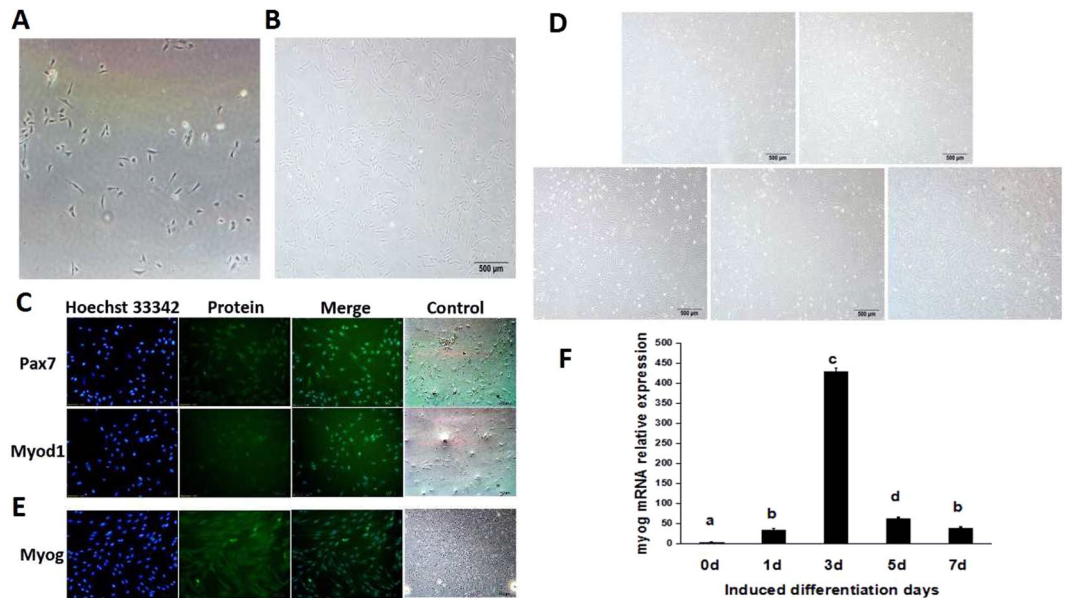 A
B
500 µm
C
Hoechst 33342 Protein Merge Control
Pax7
Myod1
E
Myog
D
500 µm 500 µm
500 µm 500 µm 500 µm
F
myog mRNA relative expression
500
450
400
350
300
250
200
150
100
50
0
a b c d b
0d 1d 3d 5d 7d
Induced differentiation days